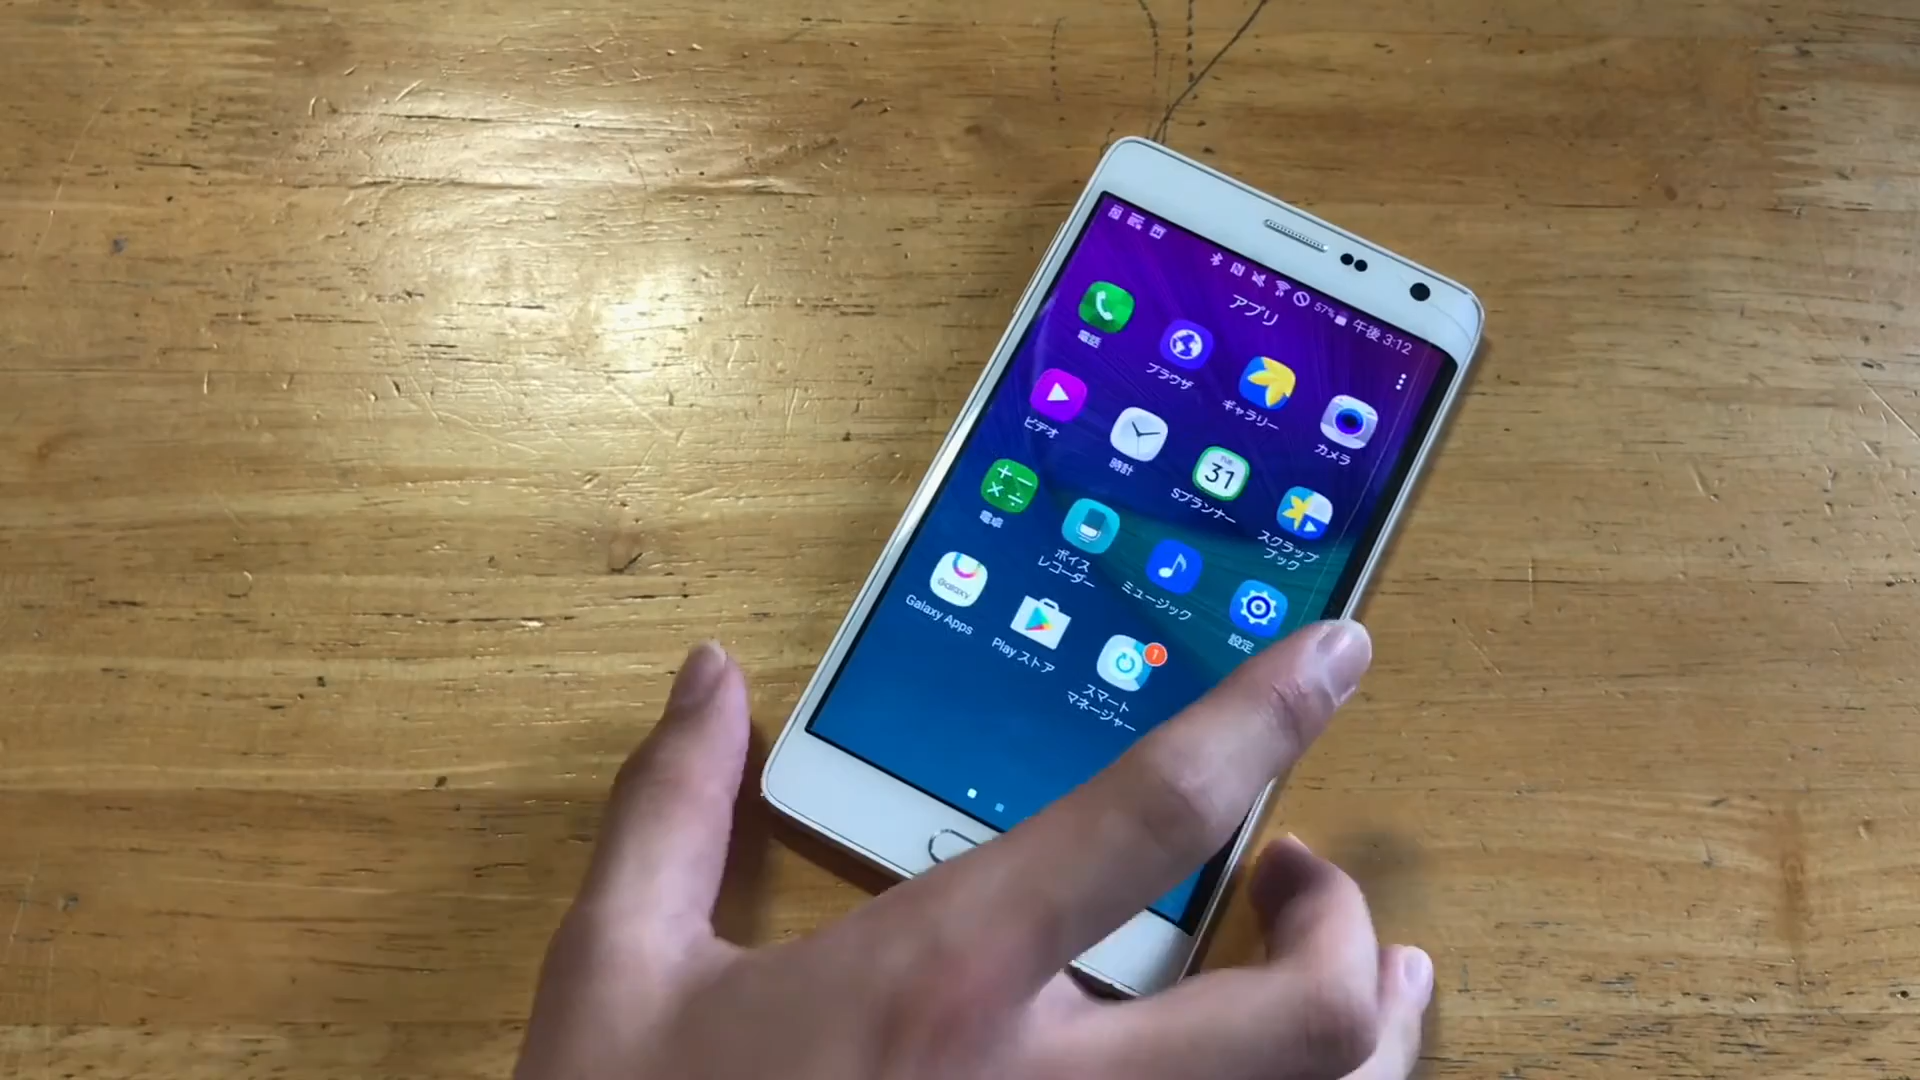 57% 午後 3:12
アプリ
電話
ブラウザ
ギャラリー
カメラ
ビデオ
時計
TUE
31
Sプランナー
スクラップ
ブック
電卓
ボイス
レコーダー
ミュージック
設定
Galaxy
Galaxy Apps
Play ストア
1
スマート
マネージャー